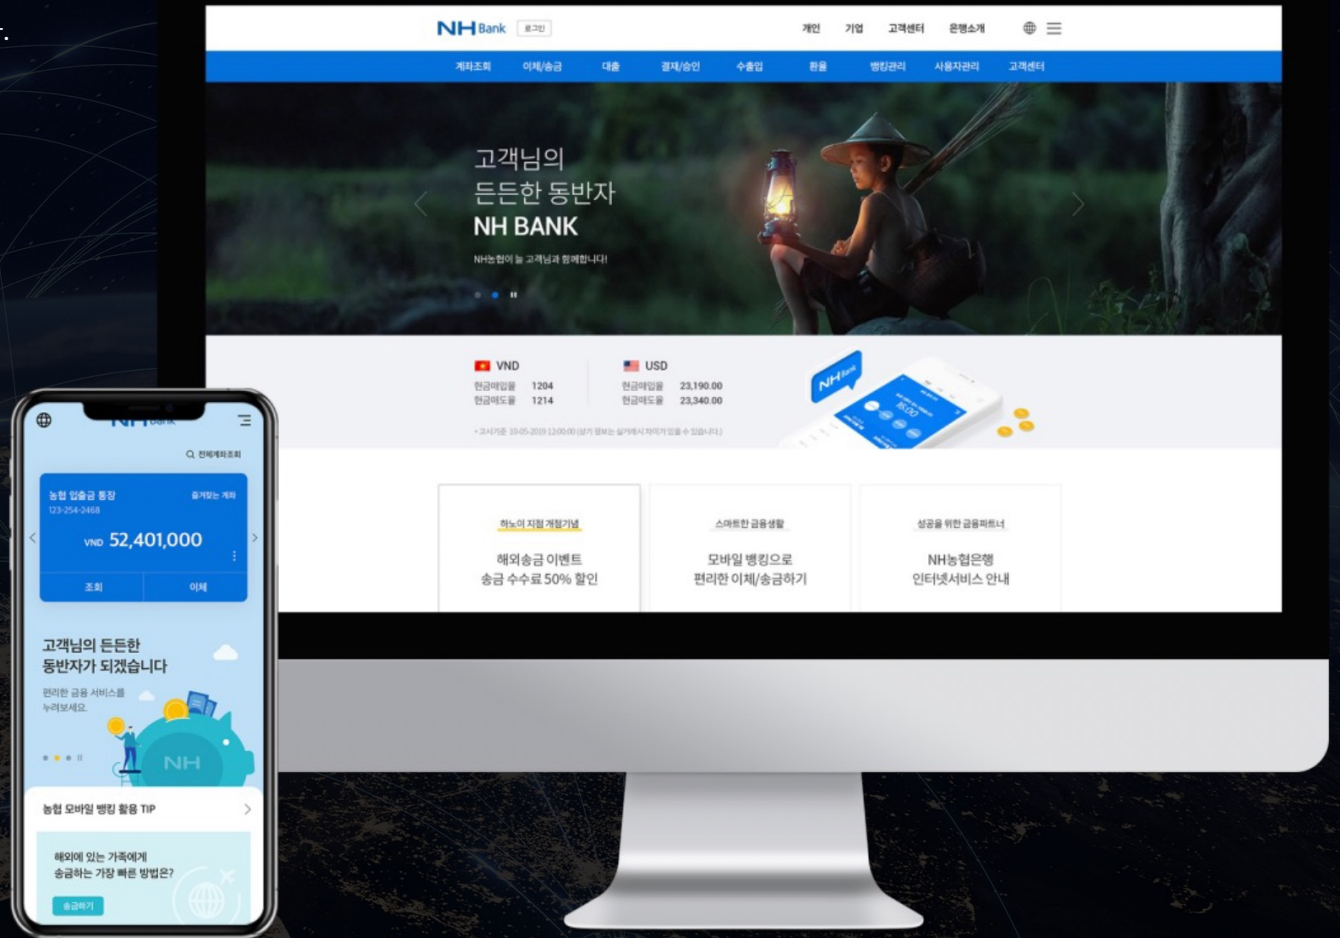 NH Bank 로그인
개인 기업 고객센터 은행소개
계좌조회 이체/송금 대출 결재/승인 수출입 환율 뱅킹관리 사용자관리 고객센터
고객님의
든든한 동반자
NH BANK
NH농협이 늘 고객님과 함께합니다!
VND
현금매입율 1204
현금매도율 1214
USD
현금매입율 23,190.00
현금매도율 23,340.00
NH Bank
하노이 지점 개점기념
해외송금 이벤트
송금 수수료 50% 할인
스마트한 금융생활
모바일 뱅킹으로
편리한 이체/송금하기
성공을 위한 금융파트너
NH농협은행
인터넷서비스 안내
전체계좌조회
농협 입출금 통장 즐겨찾는 계좌
123-254-2468
VND 52,401,000
조회 이체
고객님의 든든한
동반자가 되겠습니다
편리한 금융 서비스를
누려보세요.
NH
농협 모바일 뱅킹 활용 TIP
해외에 있는 가족에게
송금하는 가장 빠른 방법은?
송금하기